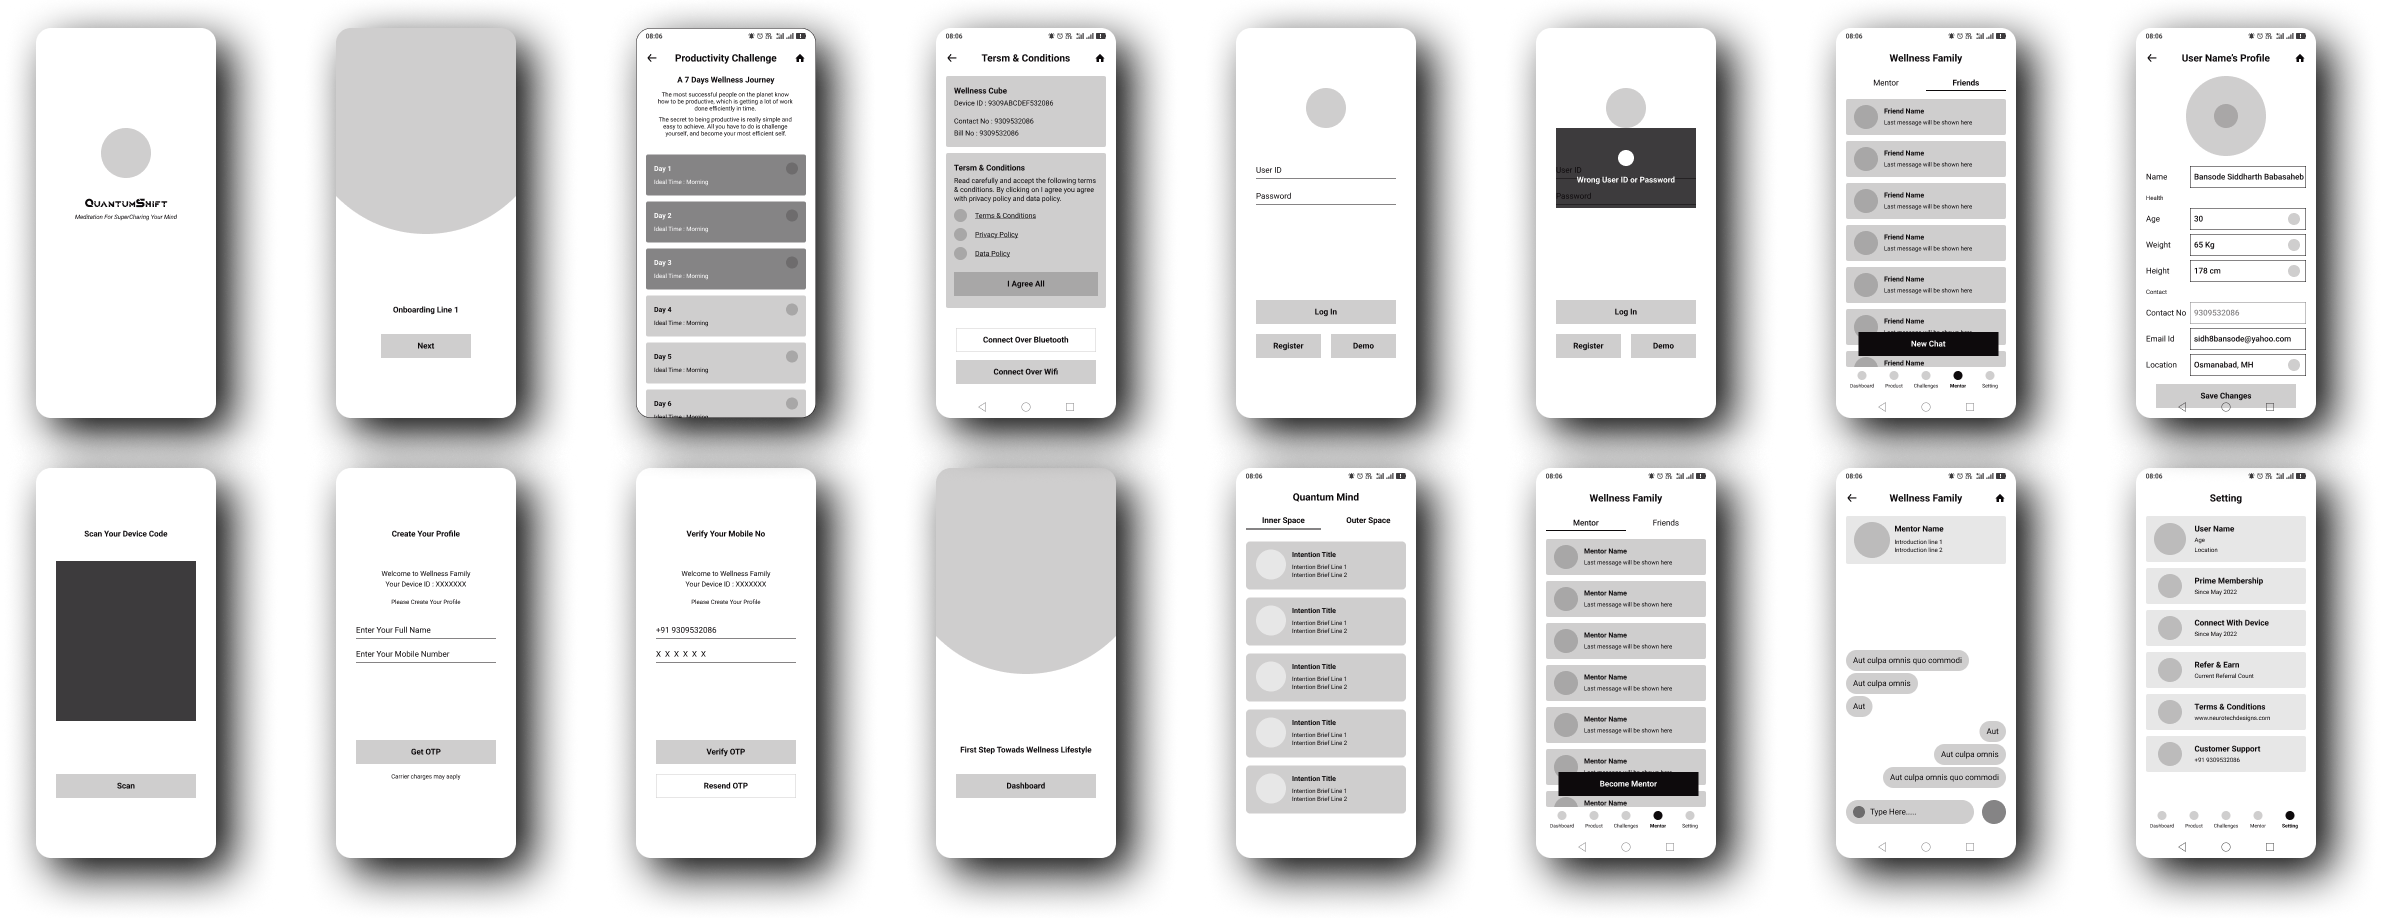 QUANTUMSHIFT
Meditation For SuperCharing Your Mind
Onboarding Line 1
Next
08:06
Productivity Challenge
A 7 Days Wellness Journey
The most successful people on the planet know
how to be productive, which is getting a lot of work
done efficiently in time.
The secret to being productive is really simple and
easy to achieve. All you have to do is challenge
yourself, and become your most efficient self.
Day 1
Ideal Time : Morning
Day 2
Ideal Time : Morning
Day 3
Ideal Time : Morning
Day 4
Ideal Time : Morning
Day 5
Ideal Time : Morning
Day 6
Ideal Time : Morning
08:06
Tersm & Conditions
Wellness Cube
Device ID : 9309ABCDEF532086
Contact No : 9309532086
Bill No : 9309532086
Tersm & Conditions
Read carefully and accept the following terms
& conditions. By clicking on I agree you agree
with privacy policy and data policy.
Terms & Conditions
Privacy Policy
Data Policy
I Agree All
Connect Over Bluetooth
Connect Over Wifi
User ID
Password
Log In
Register Demo
User ID
Wrong User ID or Password
Password
Log In
Register Demo
08:06
Wellness Family
Mentor Friends
Friend Name
Last message will be shown here
Friend Name
Last message will be shown here
Friend Name
Last message will be shown here
Friend Name
Last message will be shown here
Friend Name
Last message will be shown here
Friend Name
Last message will be shown here
New Chat
Friend Name
Dashboard Product Challenges Mentor Setting
08:06
User Name's Profile
Name Bansode Siddharth Babasaheb
Health
Age 30
Weight 65 Kg
Height 178 cm
Contact
Contact No 9309532086
Email Id sidh8bansode@yahoo.com
Location Osmanabad, MH
Save Changes
Scan Your Device Code
Scan
Create Your Profile
Welcome to Wellness Family
Your Device ID : XXXXXXX
Please Create Your Profile
Enter Your Full Name
Enter Your Mobile Number
Get OTP
Carrier charges may aaply
Verify Your Mobile No
Welcome to Wellness Family
Your Device ID : XXXXXXX
Please Create Your Profile
+91 9309532086
X X X X X X
Verify OTP
Resend OTP
First Step Towads Wellness Lifestyle
Dashboard
08:06
Quantum Mind
Inner Space Outer Space
Intention Title
Intention Brief Line 1
Intention Brief Line 2
Intention Title
Intention Brief Line 1
Intention Brief Line 2
Intention Title
Intention Brief Line 1
Intention Brief Line 2
Intention Title
Intention Brief Line 1
Intention Brief Line 2
Intention Title
Intention Brief Line 1
Intention Brief Line 2
08:06
Wellness Family
Mentor Friends
Mentor Name
Last message will be shown here
Mentor Name
Last message will be shown here
Mentor Name
Last message will be shown here
Mentor Name
Last message will be shown here
Mentor Name
Last message will be shown here
Mentor Name
Last message will be shown here
Become Mentor
Mentor Name
Dashboard Product Challenges Mentor Setting
08:06
Wellness Family
Mentor Name
Introduction line 1
Introduction line 2
Aut culpa omnis quo commodi
Aut culpa omnis
Aut
Aut
Aut culpa omnis
Aut culpa omnis quo commodi
Type Here.....
08:06
Setting
User Name
Age
Location
Prime Membership
Since May 2022
Connect With Device
Since May 2022
Refer & Earn
Current Referral Count
Terms & Conditions
www.neurotechdesigns.com
Customer Support
+91 9309532086
Dashboard Product Challenges Mentor Setting